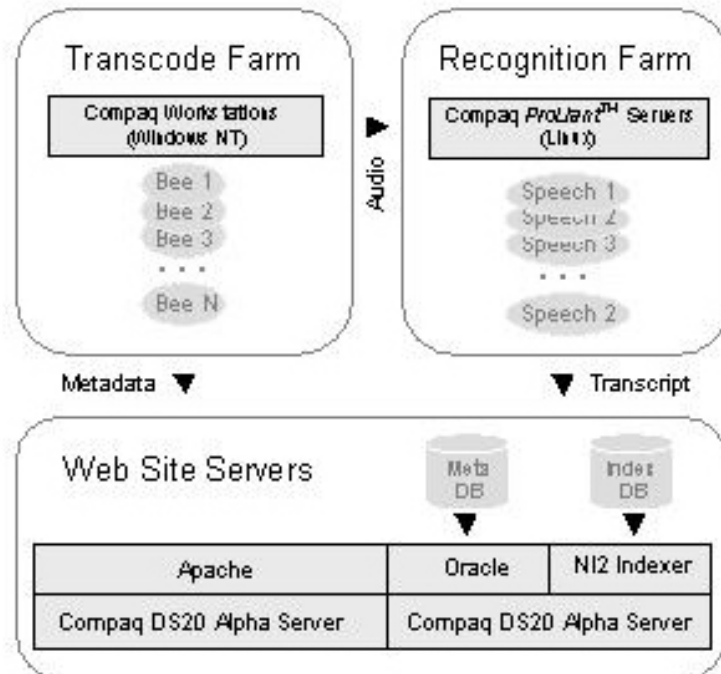 Transcode Farm
Compaq Workstations
(Windows NT)
Bee 1
Bee 2
Bee 3
. . .
Bee N
Audio
Recognition Farm
Compaq ProLiant™ Servers
(Linux)
Speech 1
Speech 2
Speech 3
. . .
Speech 2
Metadata
Transcript
Web Site Servers
Meta
DB
Index
DB
Apache
Oracle
NI2 Indexer
Compaq DS20 Alpha Server
Compaq DS20 Alpha Server